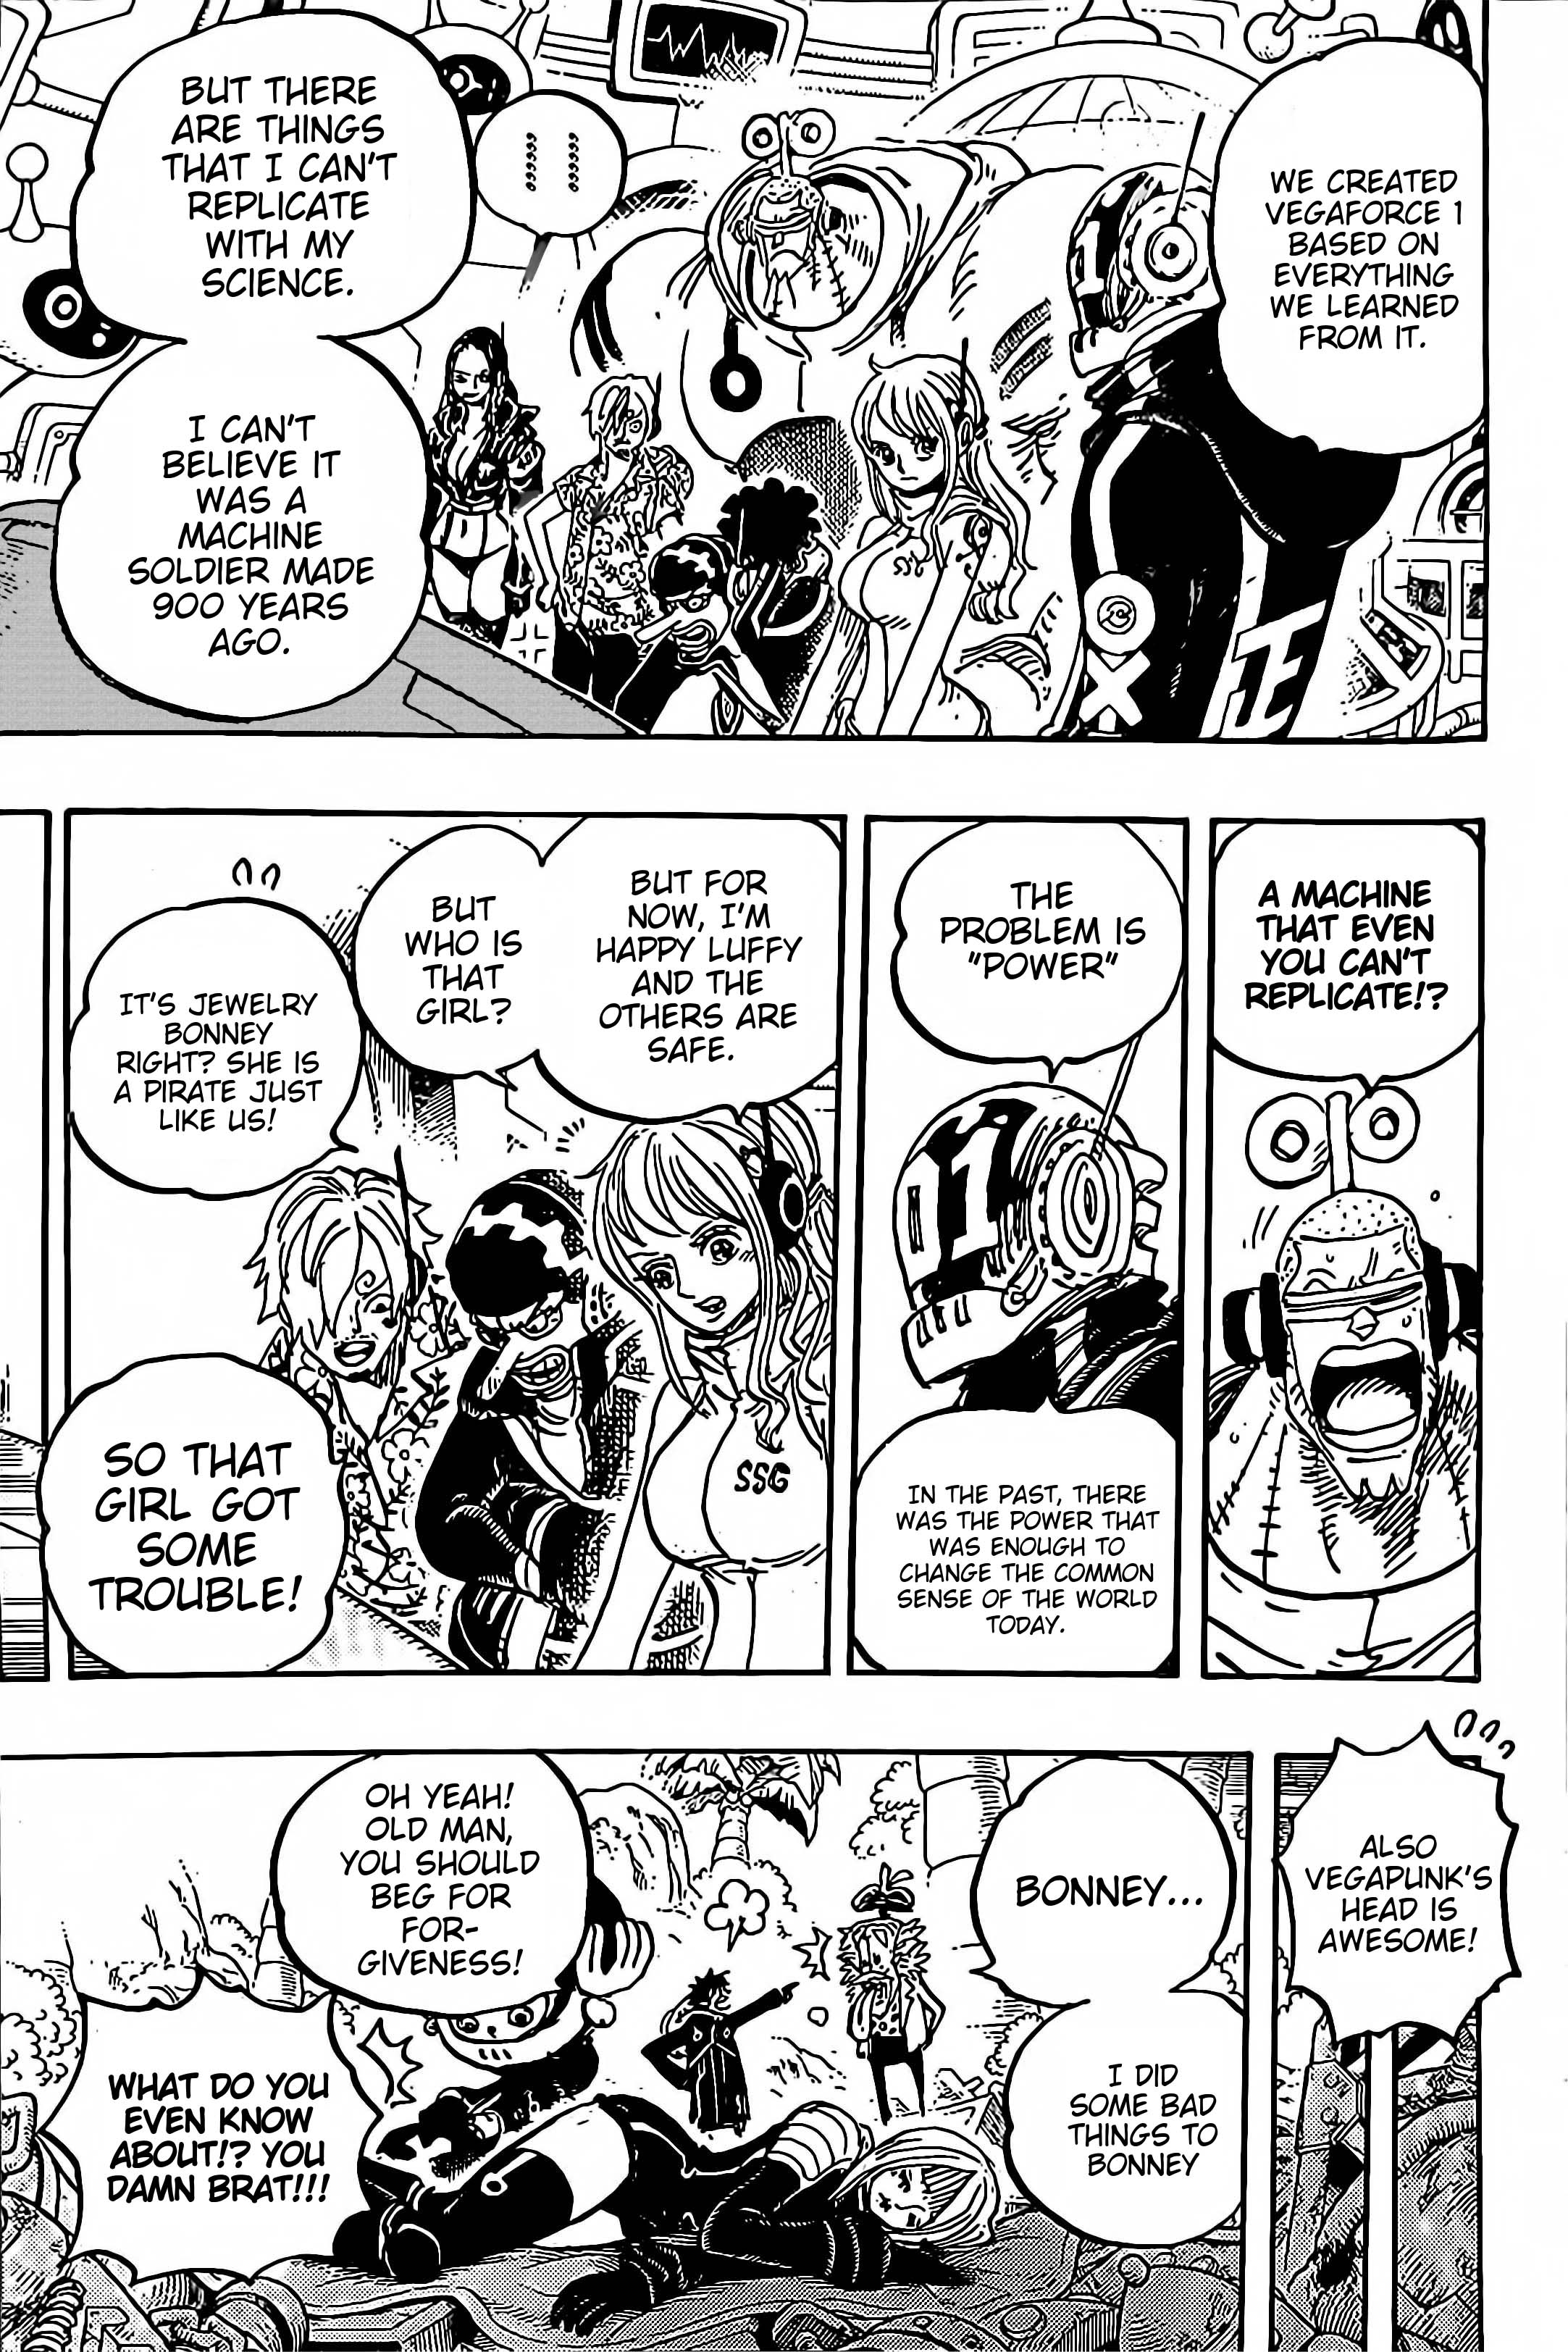 WE CREATED
VEGAFORCE 1
BASED ON
EVERYTHING
WE LEARNED
FROM IT.
BUT THERE
ARE THINGS
THAT I CAN'T
REPLICATE
WITH MY
SCIENCE.
I CAN'T
BELIEVE IT
WAS A
MACHINE
SOLDIER MADE
900 YEARS
AGO.
1
SSG
正
A MACHINE
THAT EVEN
YOU CAN'T
REPLICATE!?
THE
PROBLEM IS
"POWER"
01
IN THE PAST, THERE
WAS THE POWER THAT
WAS ENOUGH TO
CHANGE THE COMMON
SENSE OF THE WORLD
TODAY.
BUT FOR
NOW, I'M
HAPPY LUFFY
AND THE
OTHERS ARE
SAFE.
BUT
WHO IS
THAT
GIRL?
SSG
IT'S JEWELRY
BONNEY
RIGHT? SHE IS
A PIRATE JUST
LIKE US!
SO THAT
GIRL GOT
SOME
TROUBLE!
ALSO
VEGAPUNK'S
HEAD IS
AWESOME!
BONNEY...
I DID
SOME BAD
THINGS TO
BONNEY
OH YEAH!
OLD MAN,
YOU SHOULD
BEG FOR
FOR-
GIVENESS!
WHAT DO YOU
EVEN KNOW
ABOUT!? YOU
DAMN BRAT!!!